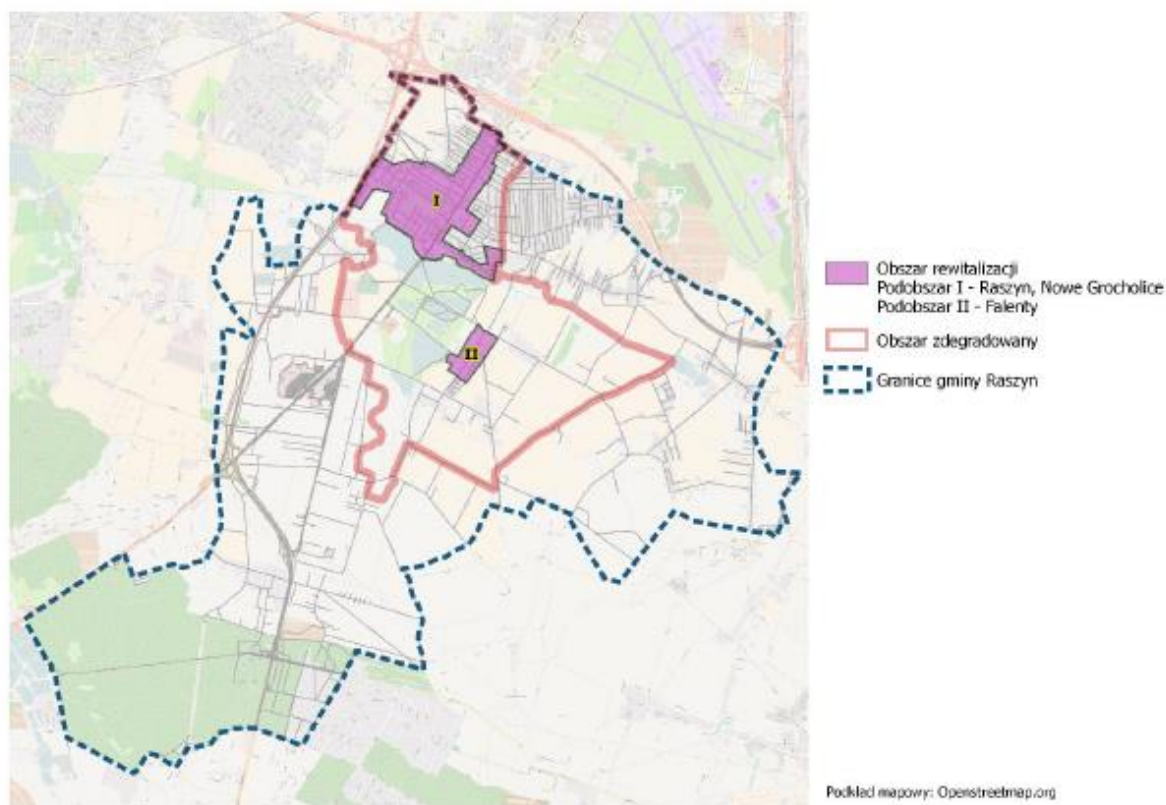 I
II
Obszar rewitalizacji
Podobszar I - Raszyn, Nowe Grocholice
Podobszar II - Falenty
Obszar zdegradowany
Granice gminy Raszyn
Podkład mapowy: Openstreetmap.org